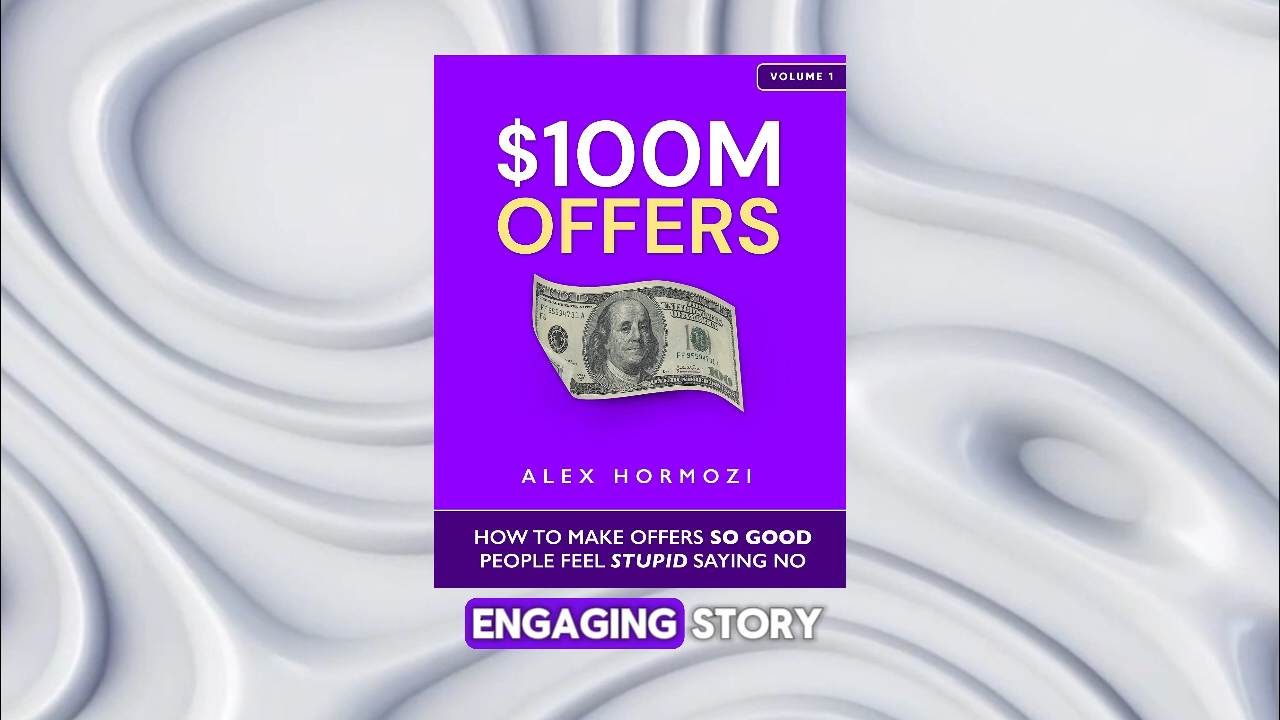 VOLUME 1
$100M
OFFERS
ALEX HORMOZI
HOW TO MAKE OFFERS SO GOOD
PEOPLE FEEL STUPID SAYING NO
ENGAGING STORY